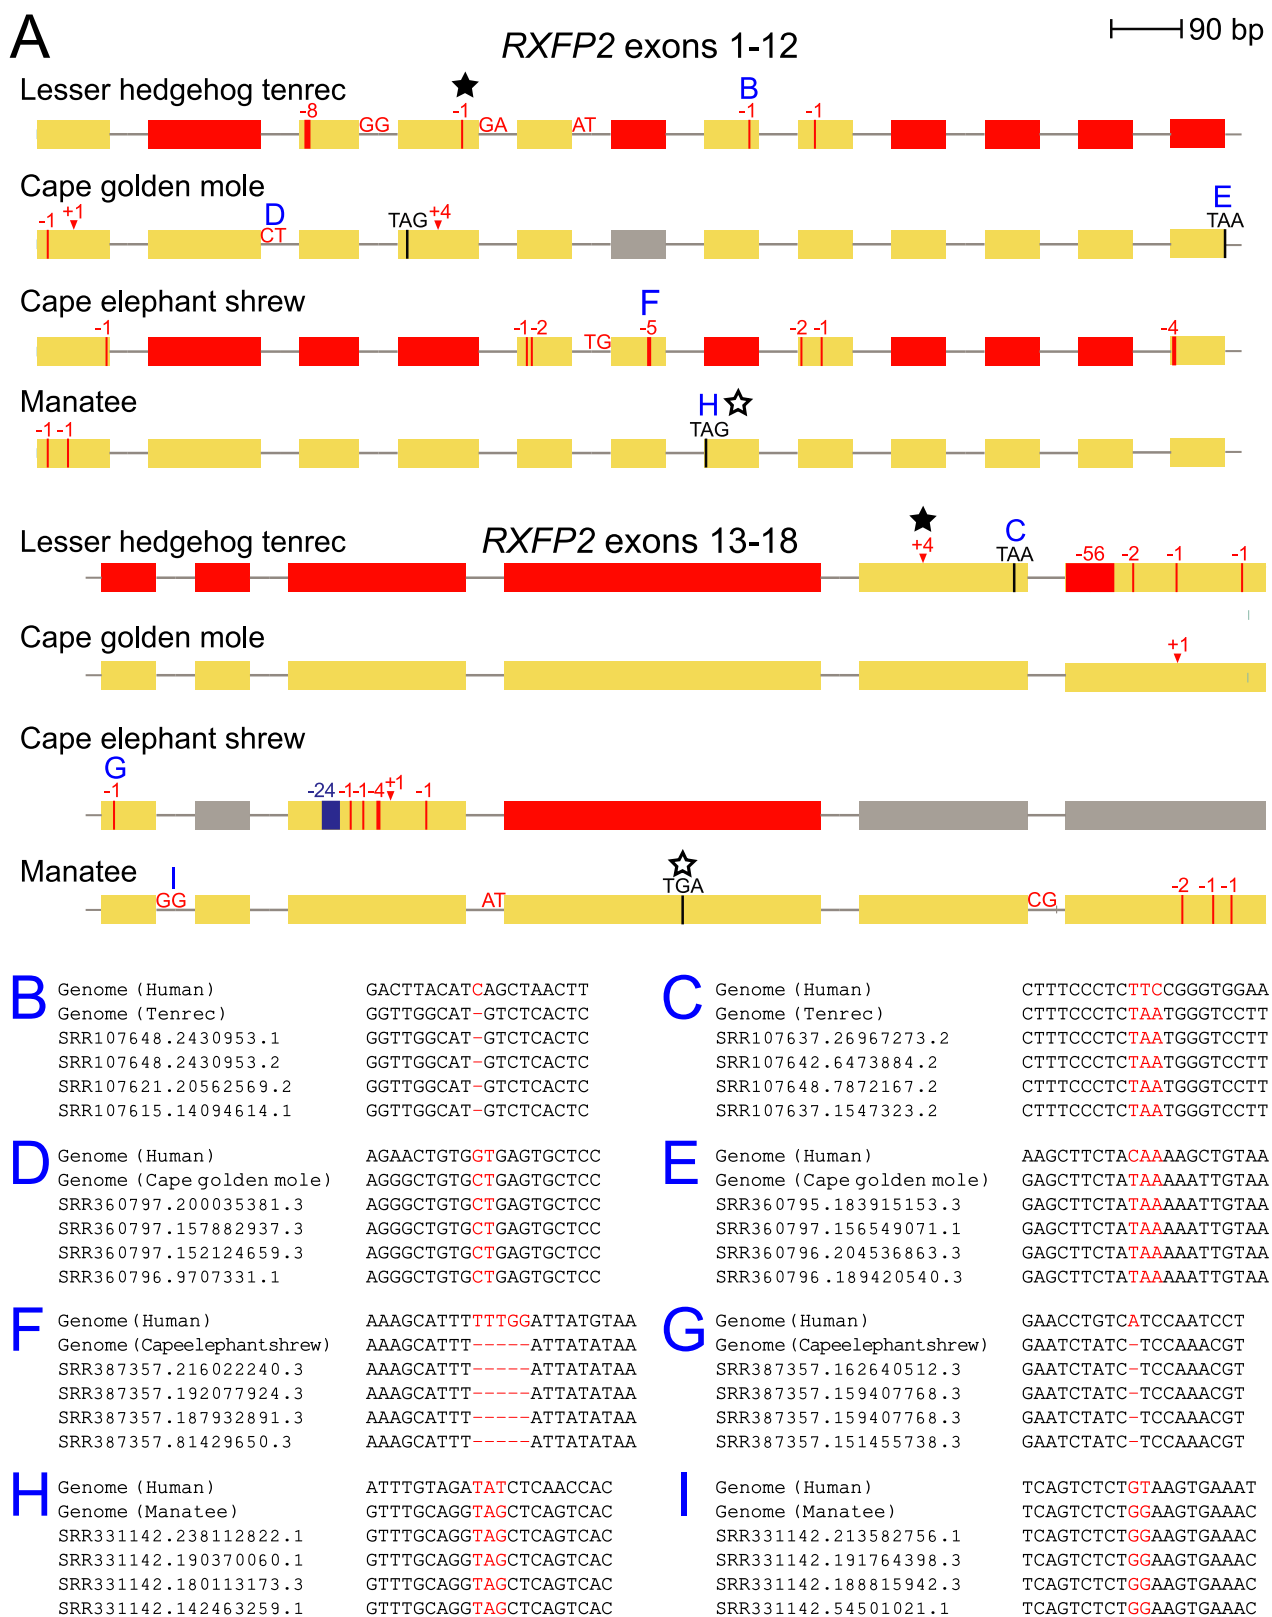 A
RXFP2 exons 1-12
90 bp
Lesser hedgehog tenrec
B
-8 GG -1 GA AT -1 -1
Cape golden mole
-1 +1 D CT TAG +4 E TAA
Cape elephant shrew
F
-1 -1 -2 TG -5 -2 -1 -4
Manatee
H
-1 -1 TAG
Lesser hedgehog tenrec
RXFP2 exons 13-18
C
+4 TAA -56 -2 -1 -1
Cape golden mole
+1
Cape elephant shrew
G
-1 -24 -1 -1 -4 +1 -1
Manatee
I
GG AT TGA CG -2 -1 -1
B
Genome (Human) GACTTACATCAGCTAACTT
Genome (Tenrec) GGTTGGCAT-GTCTCACTC
SRR107648.2430953.1 GGTTGGCAT-GTCTCACTC
SRR107648.2430953.2 GGTTGGCAT-GTCTCACTC
SRR107621.20562569.2 GGTTGGCAT-GTCTCACTC
SRR107615.14094614.1 GGTTGGCAT-GTCTCACTC
C
Genome (Human) CTTTCCCTCTTCCGGGTGGAA
Genome (Tenrec) CTTTCCCTCTAATGGGTCCTT
SRR107637.26967273.2 CTTTCCCTCTAATGGGTCCTT
SRR107642.6473884.2 CTTTCCCTCTAATGGGTCCTT
SRR107648.7872167.2 CTTTCCCTCTAATGGGTCCTT
SRR107637.1547323.2 CTTTCCCTCTAATGGGTCCTT
D
Genome (Human) AGAACTGTGGTGAGTGCTCC
Genome (Cape golden mole) AGGGCTGTGCTGAGTGCTCC
SRR360797.200035381.3 AGGGCTGTGCTGAGTGCTCC
SRR360797.157882937.3 AGGGCTGTGCTGAGTGCTCC
SRR360797.152124659.3 AGGGCTGTGCTGAGTGCTCC
SRR360796.9707331.1 AGGGCTGTGCTGAGTGCTCC
E
Genome (Human) AAGCTTCTACAAAAGCTGTAA
Genome (Cape golden mole) GAGCTTCTATAAAAATTGTAA
SRR360795.183915153.3 GAGCTTCTATAAAAATTGTAA
SRR360797.156549071.1 GAGCTTCTATAAAAATTGTAA
SRR360796.204536863.3 GAGCTTCTATAAAAATTGTAA
SRR360796.189420540.3 GAGCTTCTATAAAAATTGTAA
F
Genome (Human) AAAGCATTTTTTGGATTATGTAA
Genome (Capeelephantshrew) AAAGCATTT-----ATTATATAA
SRR387357.216022240.3 AAAGCATTT-----ATTATATAA
SRR387357.192077924.3 AAAGCATTT-----ATTATATAA
SRR387357.187932891.3 AAAGCATTT-----ATTATATAA
SRR387357.81429650.3 AAAGCATTT-----ATTATATAA
G
Genome (Human) GAACCTGTCATCCAATCCT
Genome (Capeelephantshrew) GAATCTATC-TCCAAACGT
SRR387357.162640512.3 GAATCTATC-TCCAAACGT
SRR387357.159407768.3 GAATCTATC-TCCAAACGT
SRR387357.159407768.3 GAATCTATC-TCCAAACGT
SRR387357.151455738.3 GAATCTATC-TCCAAACGT
H
Genome (Human) ATTTGTAGATATCTCAACCAC
Genome (Manatee) GTTTGCAGGTAGCTCAGTCAC
SRR331142.238112822.1 GTTTGCAGGTAGCTCAGTCAC
SRR331142.190370060.1 GTTTGCAGGTAGCTCAGTCAC
SRR331142.180113173.3 GTTTGCAGGTAGCTCAGTCAC
SRR331142.142463259.1 GTTTGCAGGTAGCTCAGTCAC
I
Genome (Human) TCAGTCTCTGTAAGTGAAAT
Genome (Manatee) TCAGTCTCTGGAAGTGAAAC
SRR331142.213582756.1 TCAGTCTCTGGAAGTGAAAC
SRR331142.191764398.3 TCAGTCTCTGGAAGTGAAAC
SRR331142.188815942.3 TCAGTCTCTGGAAGTGAAAC
SRR331142.54501021.1 TCAGTCTCTGGAAGTGAAAC